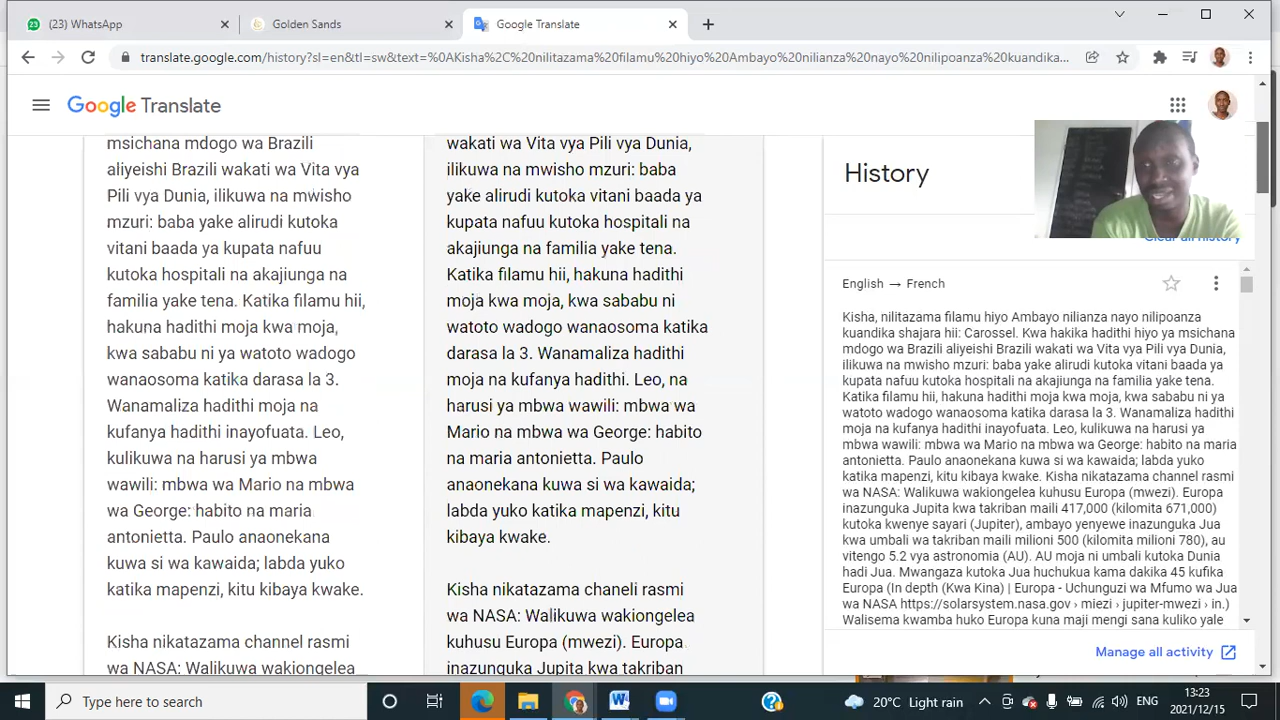 (23) WhatsApp
Golden Sands
Google Translate
translate.google.com/history?sl=en&tl=sw&text=%0AKisha%2C%20nilitazama%20filamu%20hiyo%20Ambayo%20nilianza%20nayo%20nilipoanza%20kuandika...
Google Translate
msichana mdogo wa Brazili
aliyeishi Brazili wakati wa Vita vya
Pili vya Dunia, ilikuwa na mwisho
mzuri: baba yake alirudi kutoka
vitani baada ya kupata nafuu
kutoka hospitali na akajiunga na
familia yake tena. Katika filamu hii,
hakuna hadithi moja kwa moja,
kwa sababu ni ya watoto wadogo
wanaosoma katika darasa la 3.
Wanamaliza hadithi moja na
kufanya hadithi inayofuata. Leo,
kulikuwa na harusi ya mbwa
wawili: mbwa wa Mario na mbwa
wa George: habito na maria
antonietta. Paulo anaonekana
kuwa si wa kawaida; labda yuko
katika mapenzi, kitu kibaya kwake.
Kisha nikatazama channel rasmi
wa NASA: Walikuwa wakiongelea
wakati wa Vita vya Pili vya Dunia,
ilikuwa na mwisho mzuri: baba
yake alirudi kutoka vitani baada ya
kupata nafuu kutoka hospitali na
akajiunga na familia yake tena.
Katika filamu hii, hakuna hadithi
moja kwa moja, kwa sababu ni
watoto wadogo wanaosoma katika
darasa la 3. Wanamaliza hadithi
moja na kufanya hadithi. Leo, na
harusi ya mbwa wawili: mbwa wa
Mario na mbwa wa George: habito
na maria antonietta. Paulo
anaonekana kuwa si wa kawaida;
labda yuko katika mapenzi, kitu
kibaya kwake.
Kisha nikatazama chaneli rasmi
wa NASA: Walikuwa wakiongelea
kuhusu Europa (mwezi). Europa
inazunguka Jupita kwa takriban
History
Clear all history
English → French
Kisha, nilitazama filamu hiyo Ambayo nilianza nayo nilipoanza
kuandika shajara hii: Carossel. Kwa hakika hadithi hiyo ya msichana
mdogo wa Brazili aliyeishi Brazili wakati wa Vita vya Pili vya Dunia,
ilikuwa na mwisho mzuri: baba yake alirudi kutoka vitani baada ya
kupata nafuu kutoka hospitali na akajiunga na familia yake tena.
Katika filamu hii, hakuna hadithi moja kwa moja, kwa sababu ni ya
watoto wadogo wanaosoma katika darasa la 3. Wanamaliza hadithi
moja na kufanya hadithi inayofuata. Leo, kulikuwa na harusi ya
mbwa wawili: mbwa wa Mario na mbwa wa George: habito na maria
antonietta. Paulo anaonekana kuwa si wa kawaida; labda yuko
katika mapenzi, kitu kibaya kwake. Kisha nikatazama channel rasmi
wa NASA: Walikuwa wakiongelea kuhusu Europa (mwezi). Europa
inazunguka Jupita kwa takriban maili 417,000 (kilomita 671,000)
kutoka kwenye sayari (Jupiter), ambayo yenyewe inazunguka Jua
kwa umbali wa takriban maili milioni 500 (kilomita milioni 780), au
vitengo 5.2 vya astronomia (AU). AU moja ni umbali kutoka Dunia
hadi Jua. Mwangaza kutoka Jua huchukua kama dakika 45 kufika
Europa (In depth (Kwa Kina) | Europa - Uchunguzi wa Mfumo wa Jua
wa NASA https://solarsystem.nasa.gov › miezi › jupiter-mwezi › in.)
Walisema kwamba huko Europa kuna maji mengi sana kuliko yale
Manage all activity
Type here to search
20°C Light rain
ENG
13:23
2021/12/15